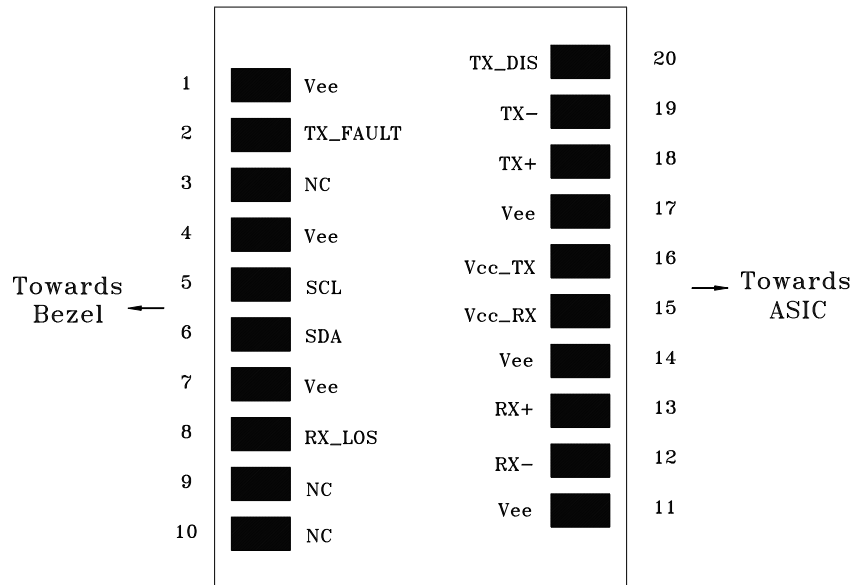 1 Vee
2 TX_FAULT
3 NC
4 Vee
5 SCL
6 SDA
7 Vee
8 RX_LOS
9 NC
10 NC
TX_DIS 20
TX- 19
TX+ 18
Vee 17
Vcc_TX 16
Vcc_RX 15
Vee 14
RX+ 13
RX- 12
Vee 11
Towards
Bezel
Towards
ASIC